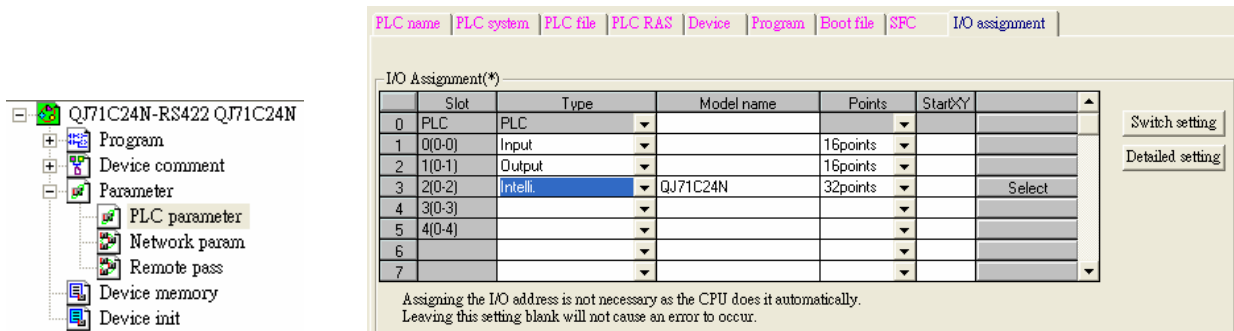 QJ71C24N-RS422 QJ71C24N
Program
Device comment
Parameter
PLC parameter
Network param
Remote pass
Device memory
Device init
PLC name PLC system PLC file PLC RAS Device Program Boot file SFC I/O assignment
I/O Assignment(*)
Slot Type Model name Points StartXY
0 PLC PLC
1 0(0-0) Input 16points
2 1(0-1) Output 16points
3 2(0-2) Intelli. QJ71C24N 32points Select
4 3(0-3)
5 4(0-4)
6
7
Switch setting
Detailed setting
Assigning the I/O address is not necessary as the CPU does it automatically.
Leaving this setting blank will not cause an error to occur.